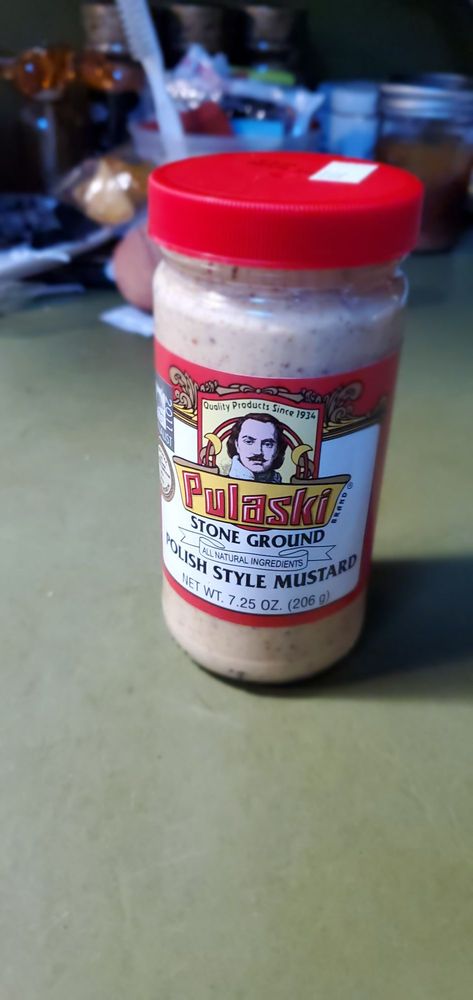 Quality Products Since 1934
Pulaski
BRAND ®
STONE GROUND
ALL NATURAL INGREDIENTS
POLISH STYLE MUSTARD
NET WT. 7.25 OZ. (206 g)